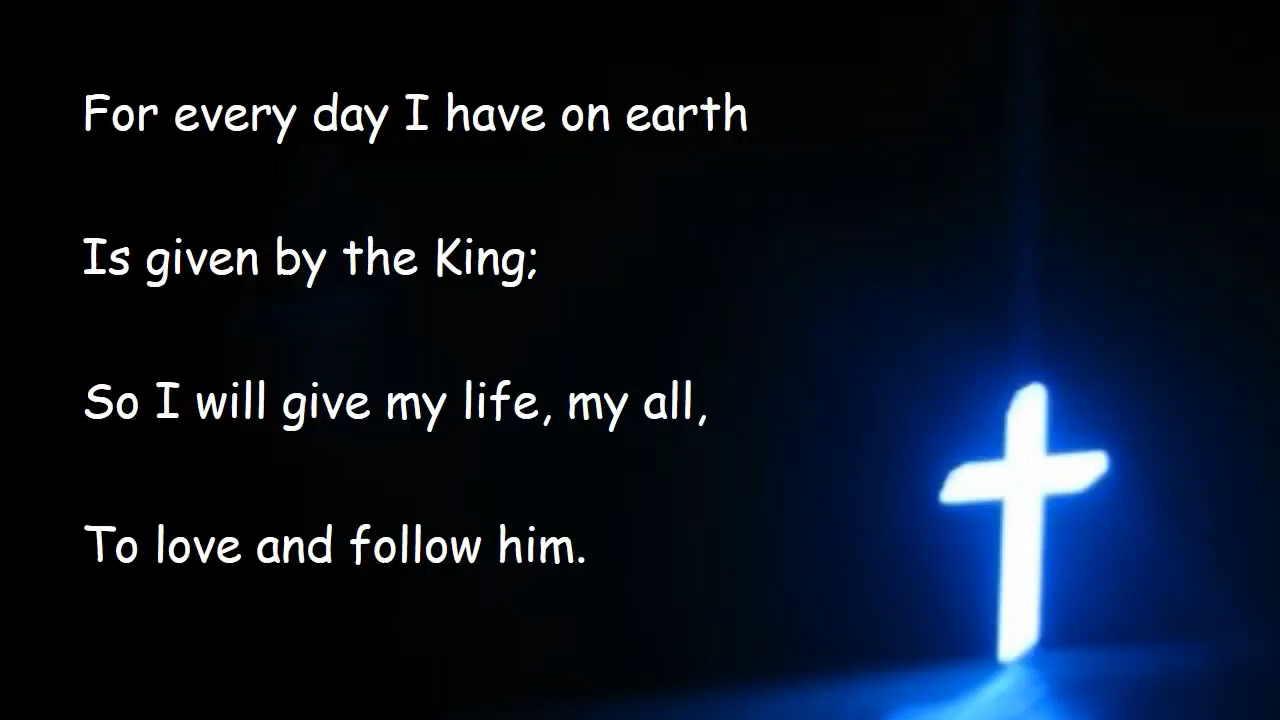 For every day I have on earth
Is given by the King;
So I will give my life, my all,
To love and follow him.